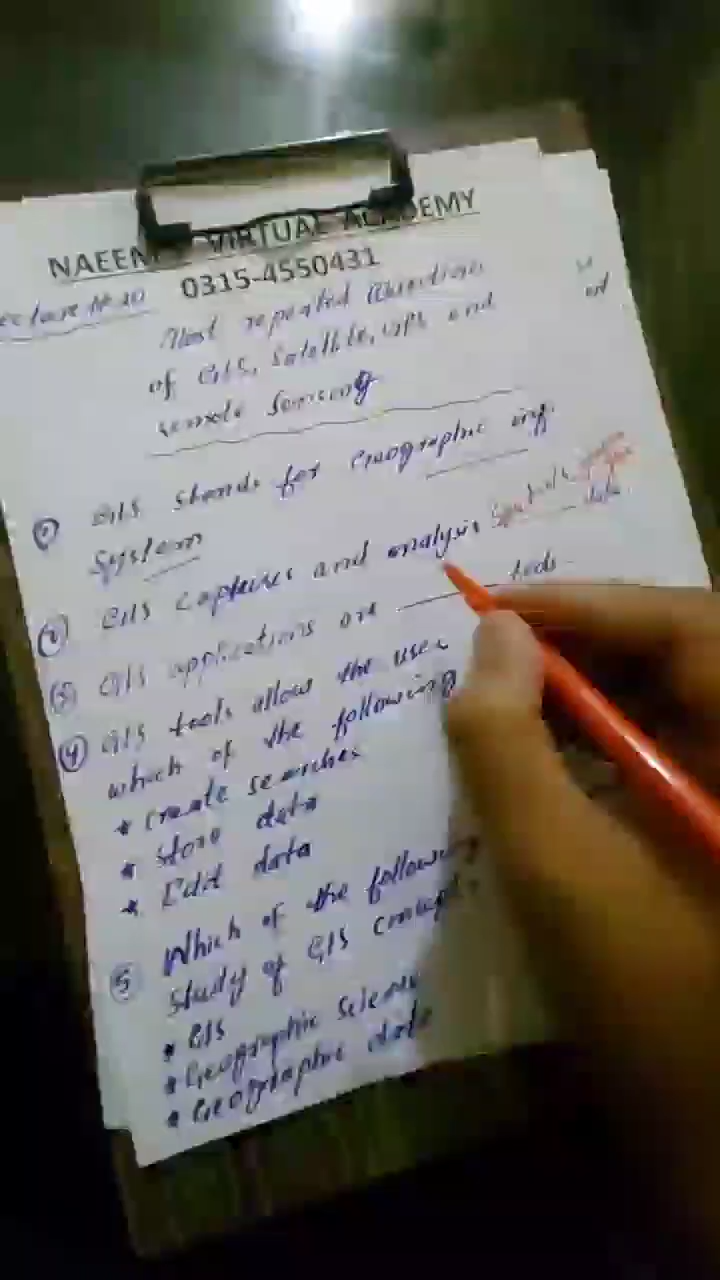 NAEEM VIRTUAL ACADEMY
0315-4550431
Lecture # 10
Most repeated Questions
of GIS, Satellite, GPS and
remote Sensing
① GIS stands for Geographic inf.
System
② GIS captures and analysis data.
③ GIS applications are ______ tools
④ GIS tools allow the user
which of the following
* Create searches
* Store data
* Edit data
⑤ Which of the following
Study of GIS concept.
* GIS
* Geographic Science
* Geographic data